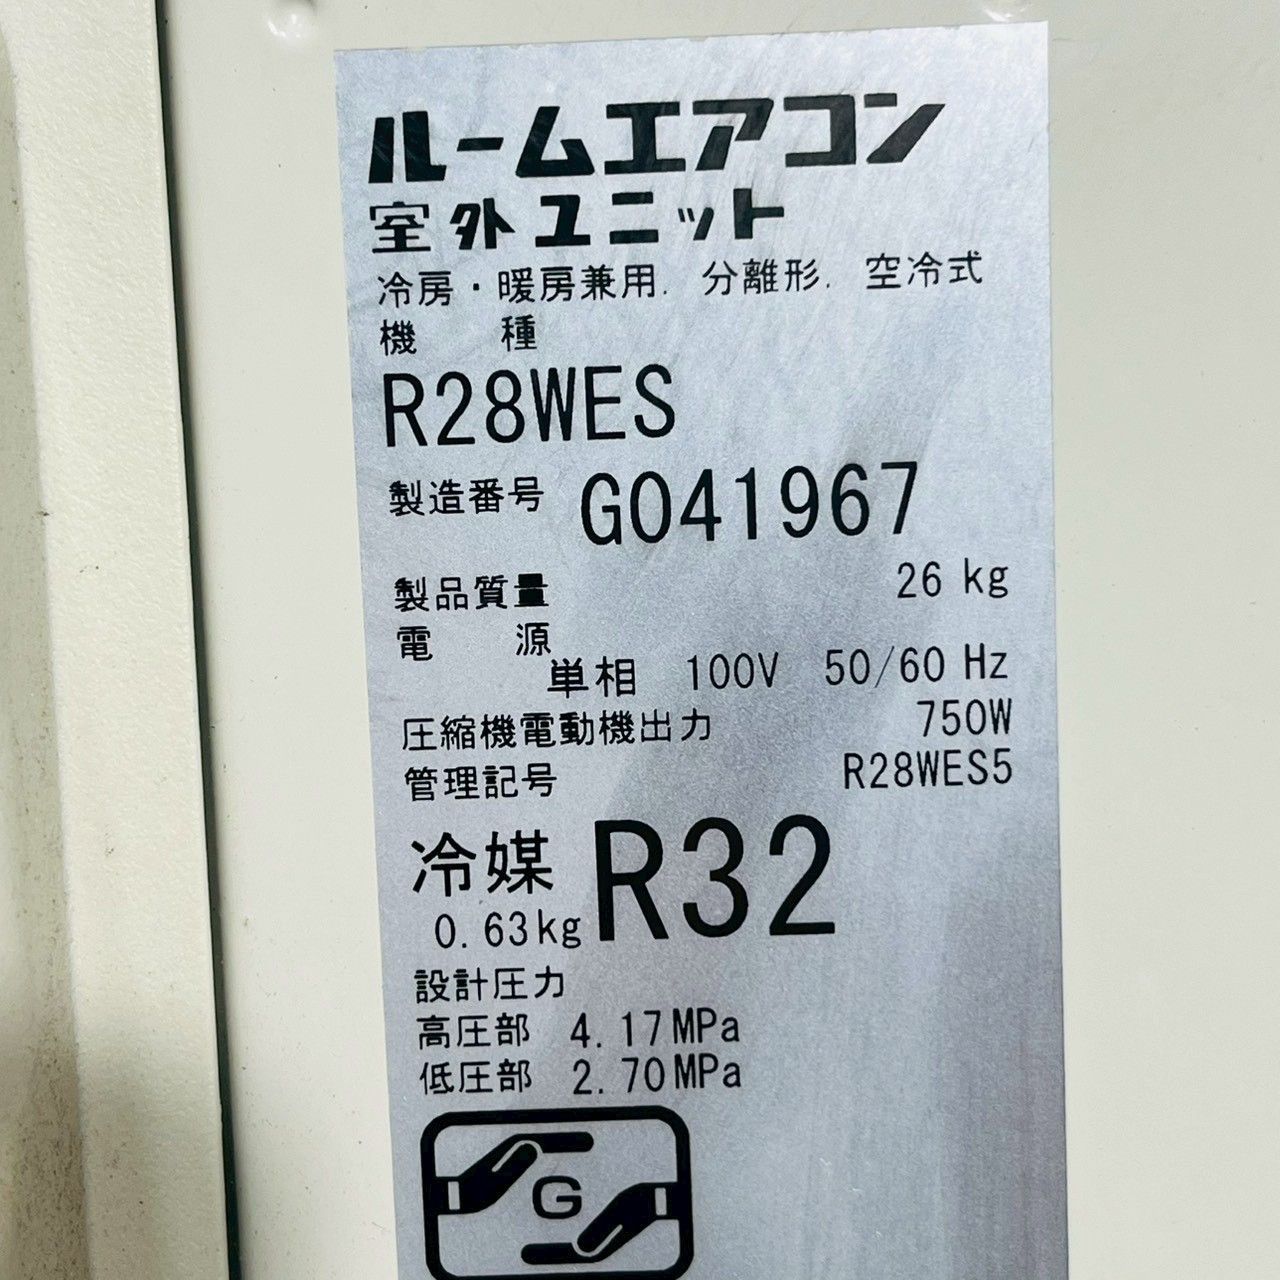 ルームエアコン
室外ユニット
冷房・暖房兼用. 分離形. 空冷式
機種
R28WES
製造番号 G041967
製品質量 26 kg
電源
単相 100V 50/60 Hz
圧縮機電動機出力 750W
管理記号 R28WES5
冷媒 R32
0.63kg
設計圧力
高圧部 4.17MPa
低圧部 2.70MPa
G